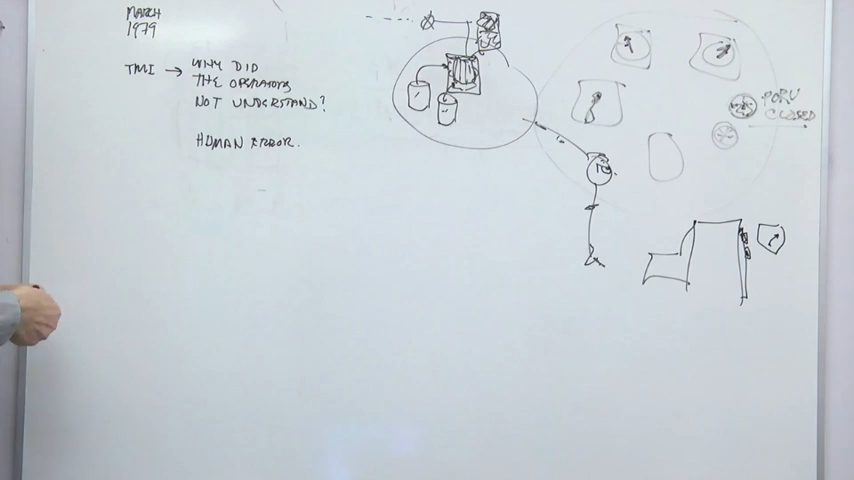 MARCH
1979
TMI → WHY DID
THE OPERATORS
NOT UNDERSTAND?
HUMAN ERROR.
PORV
CLOSED